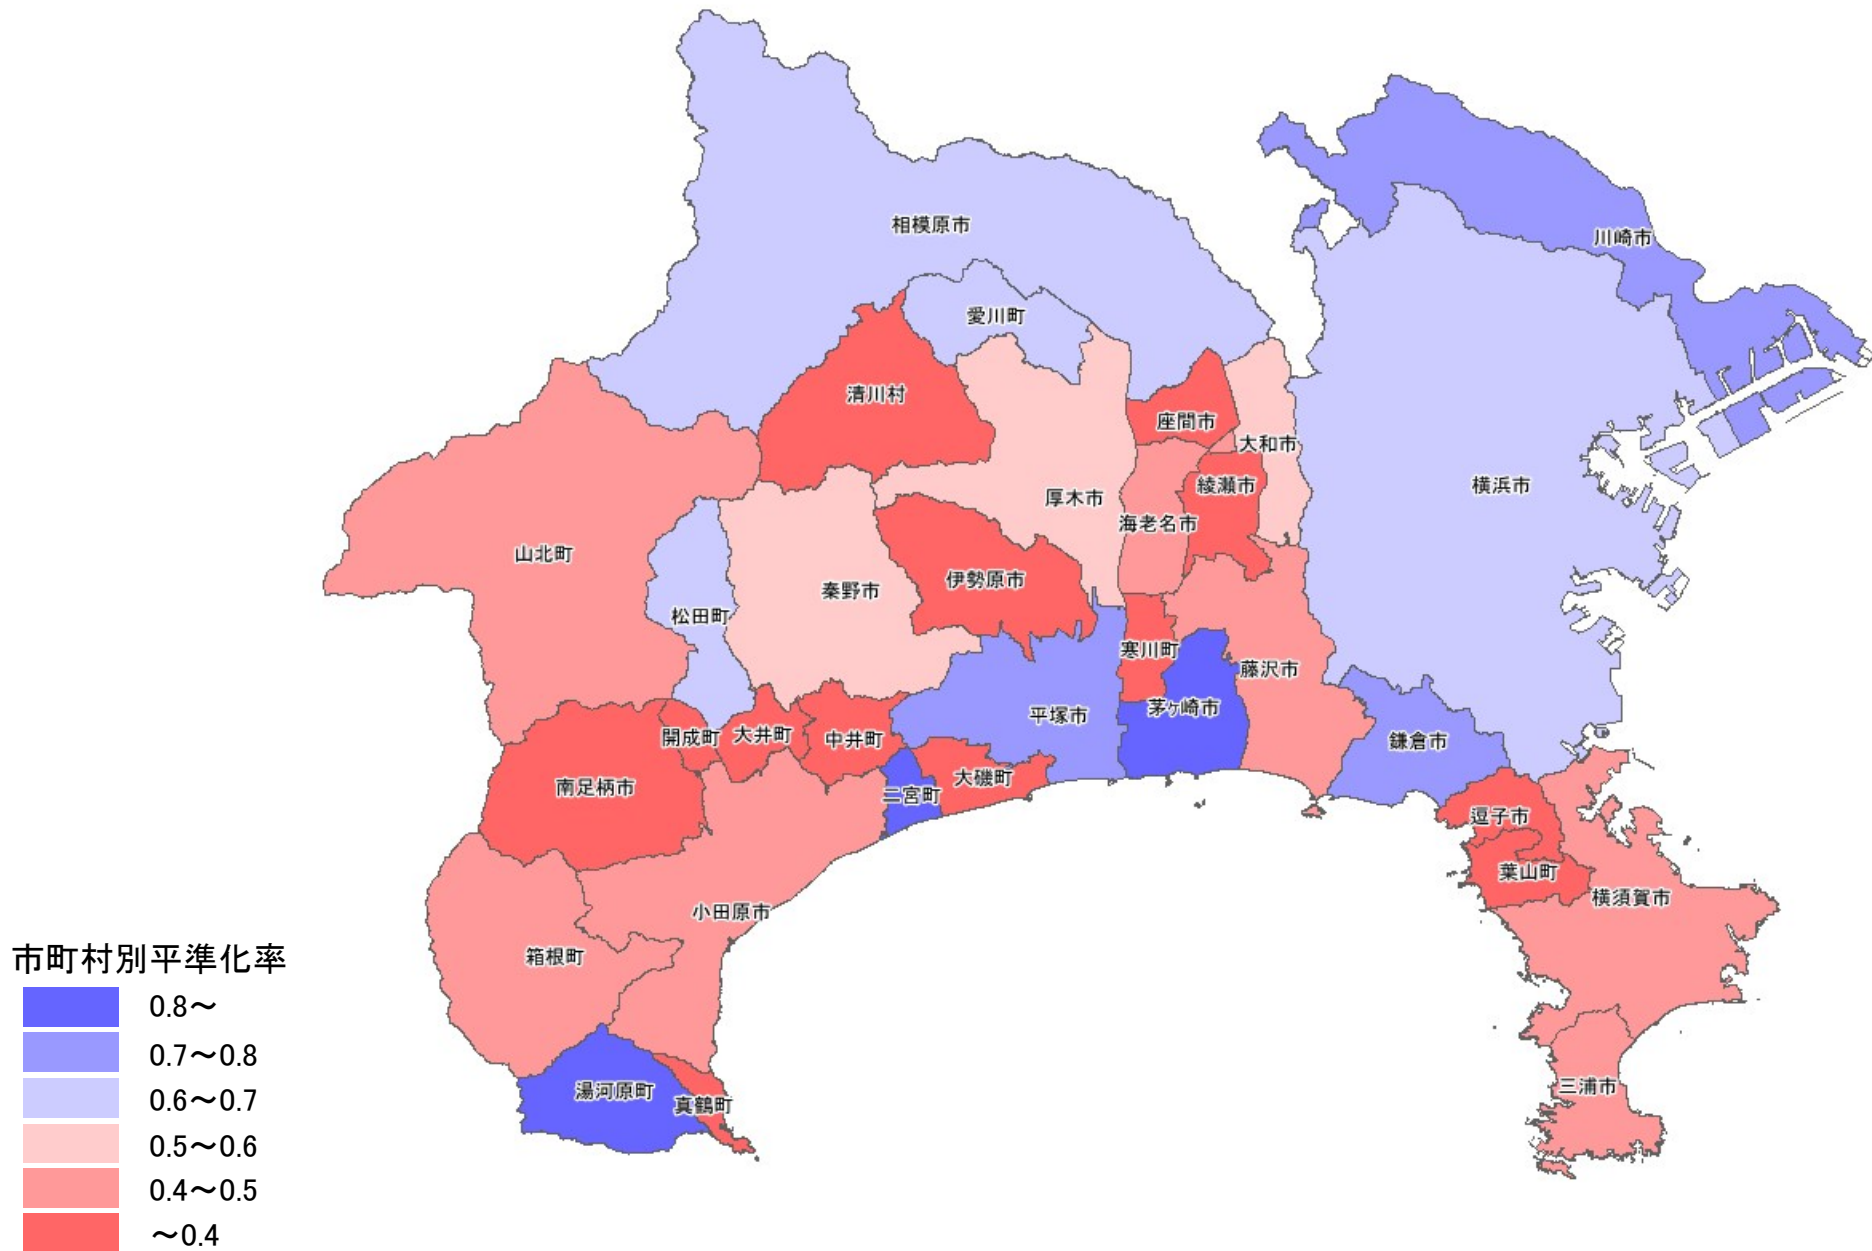 相模原市
川崎市
愛川町
清川村
座間市
大和市
綾瀬市
横浜市
厚木市
海老名市
山北町
伊勢原市
秦野市
松田町
寒川町
藤沢市
茅ヶ崎市
平塚市
開成町
大井町
中井町
鎌倉市
大磯町
南足柄市
二宮町
逗子市
葉山町
横須賀市
小田原市
箱根町
湯河原町
真鶴町
三浦市
市町村別平準化率
0.8～
0.7～0.8
0.6～0.7
0.5～0.6
0.4～0.5
～0.4